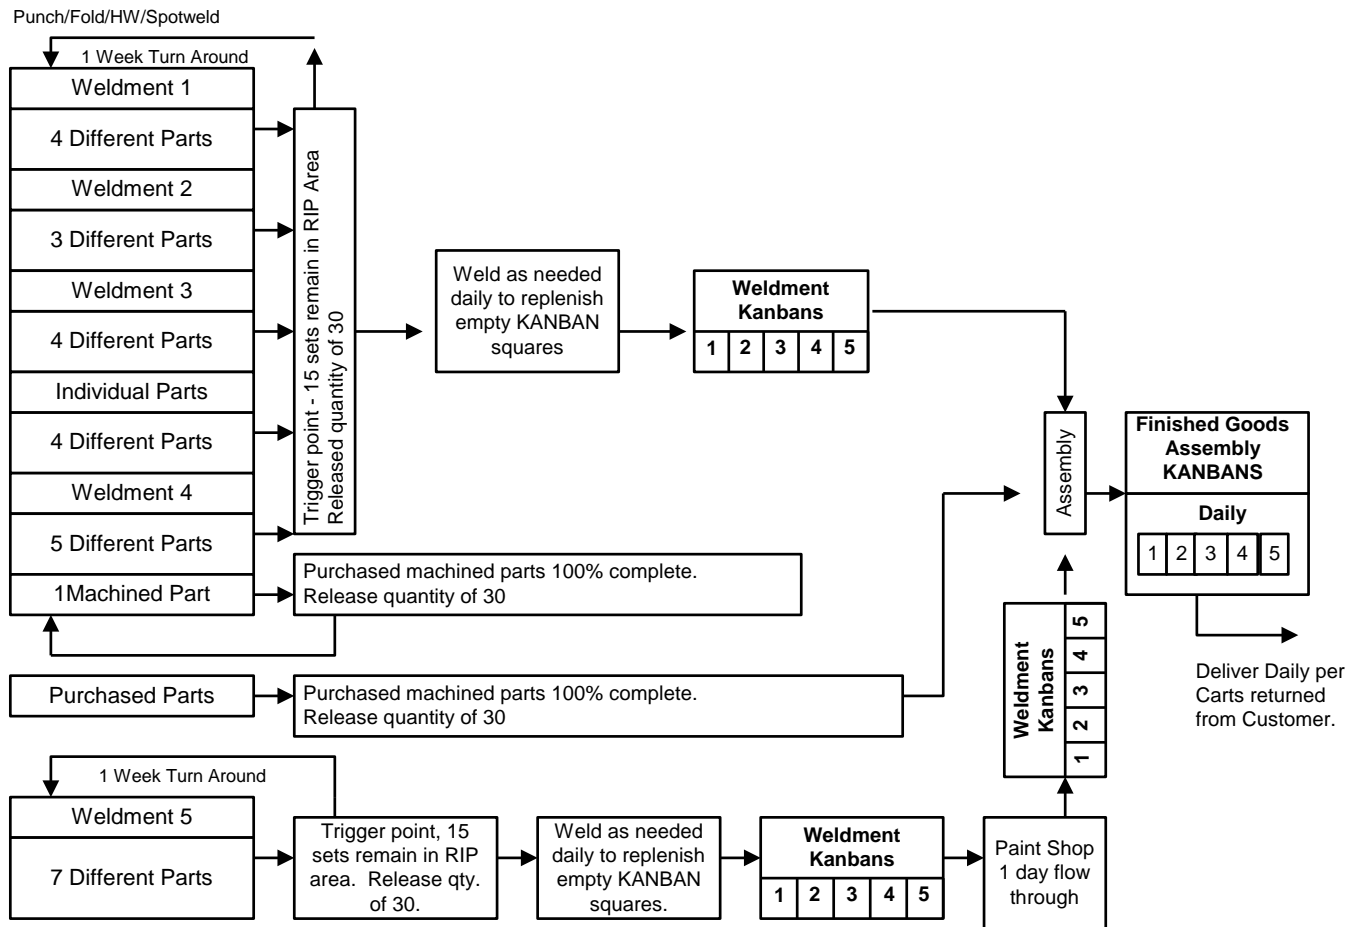 Punch/Fold/HW/Spotweld
1 Week Turn Around
Weldment 1
4 Different Parts
Weldment 2
3 Different Parts
Weldment 3
4 Different Parts
Individual Parts
4 Different Parts
Weldment 4
5 Different Parts
1Machined Part
Trigger point - 15 sets remain in RIP Area
Released quantity of 30
Weld as needed
daily to replenish
empty KANBAN
squares
Weldment
Kanbans
1 2 3 4 5
Assembly
Finished Goods
Assembly
KANBANS
Daily
1 2 3 4 5
Deliver Daily per
Carts returned
from Customer.
Purchased machined parts 100% complete.
Release quantity of 30
Purchased Parts
Purchased machined parts 100% complete.
Release quantity of 30
Weldment
Kanbans
1 2 3 4 5
1 Week Turn Around
Weldment 5
7 Different Parts
Trigger point, 15
sets remain in RIP
area. Release qty.
of 30.
Weld as needed
daily to replenish
empty KANBAN
squares.
Weldment
Kanbans
1 2 3 4 5
Paint Shop
1 day flow
through